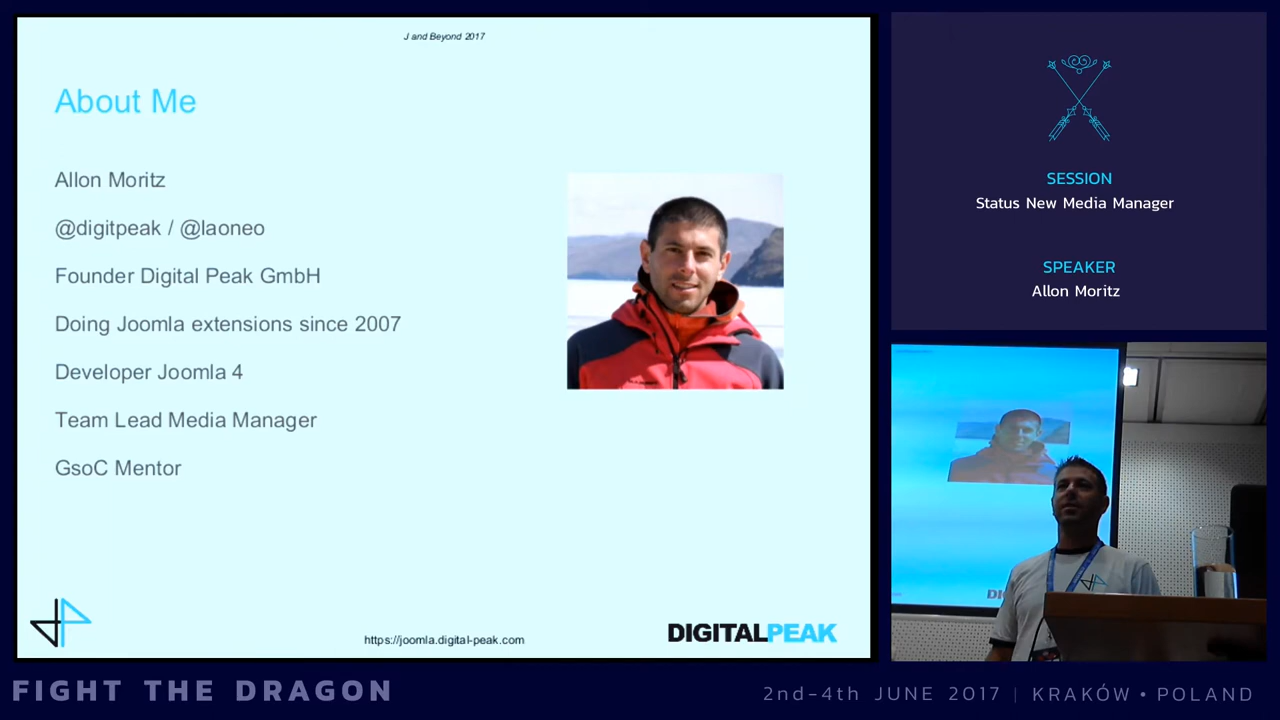 J and Beyond 2017
About Me
Allon Moritz
@digitpeak / @laoneo
Founder Digital Peak GmbH
Doing Joomla extensions since 2007
Developer Joomla 4
Team Lead Media Manager
GsoC Mentor
https://joomla.digital-peak.com
DIGITALPEAK
SESSION
Status New Media Manager
SPEAKER
Allon Moritz
FIGHT THE DRAGON
2nd-4th JUNE 2017 | KRAKÓW • POLAND